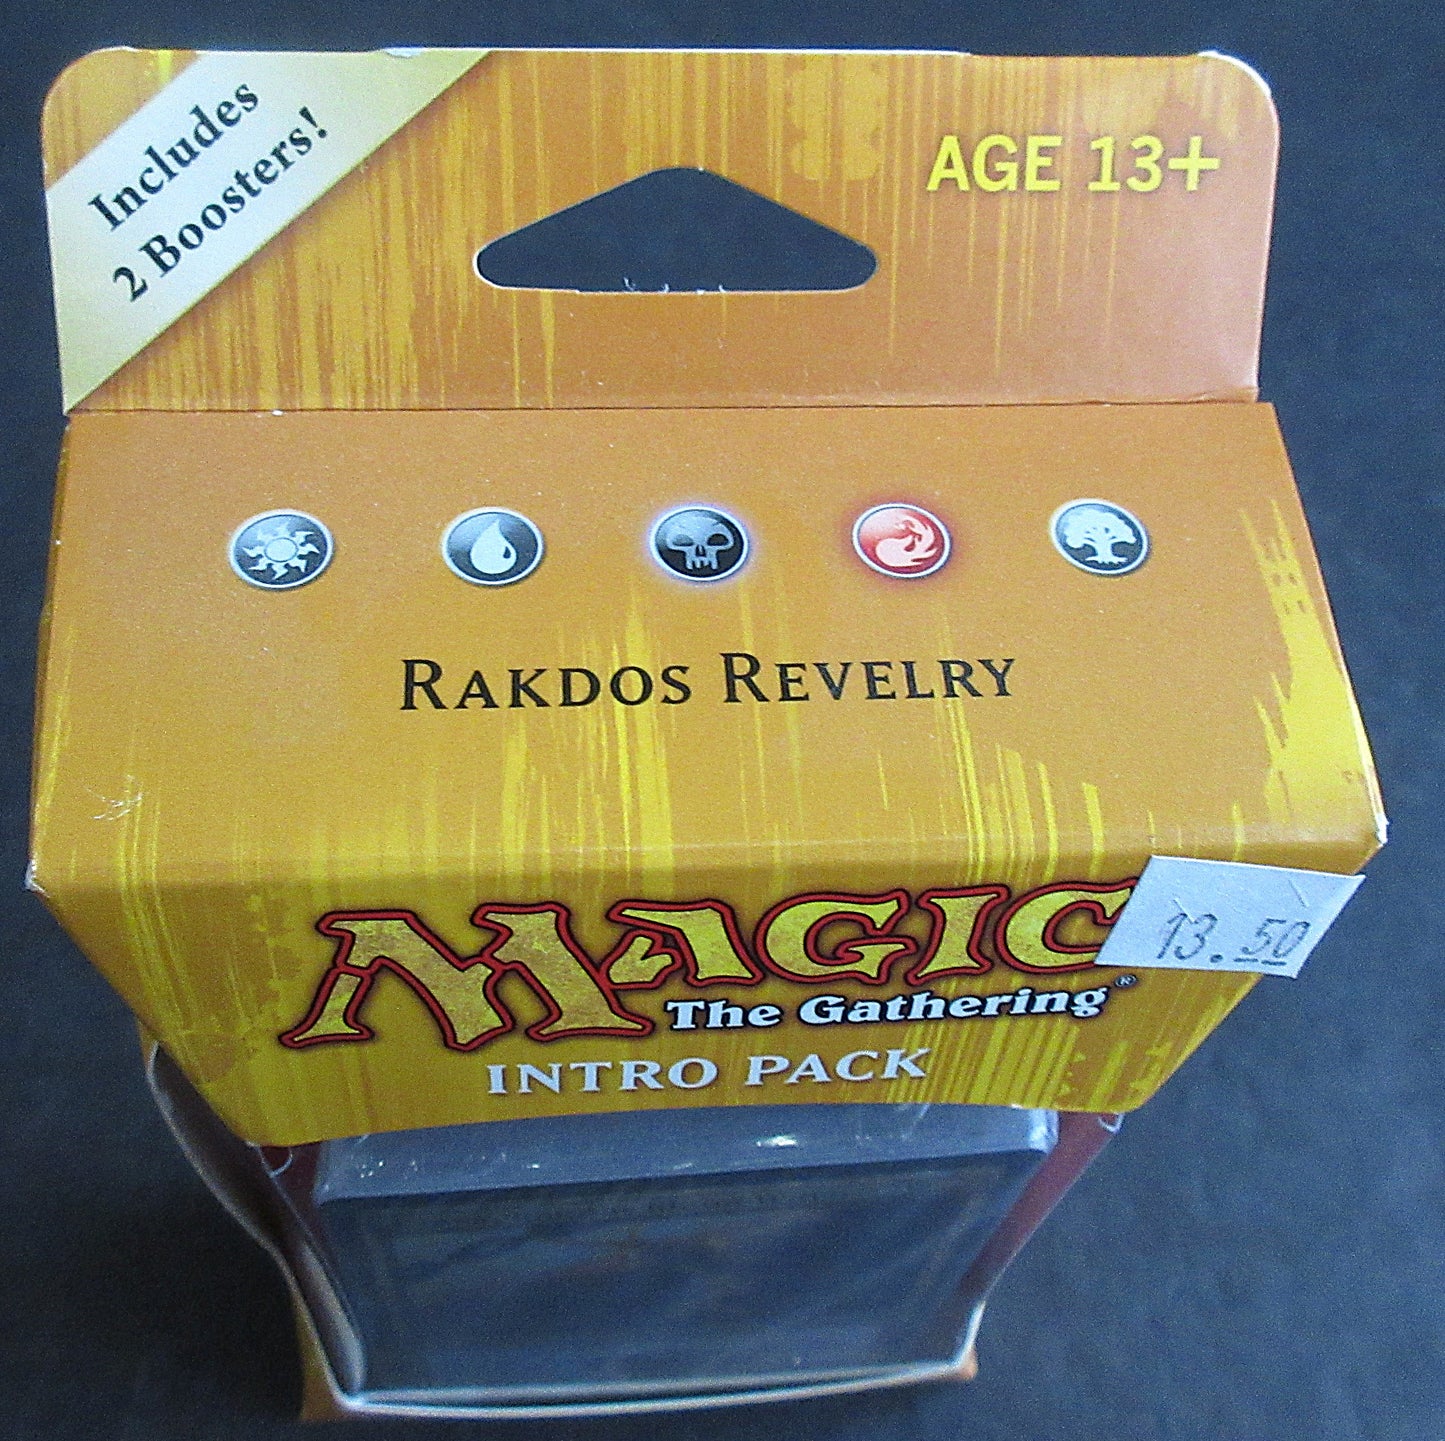 Includes
2 Boosters!
AGE 13+
RAKDOS REVELRY
MAGIC
The Gathering®
INTRO PACK
13.50